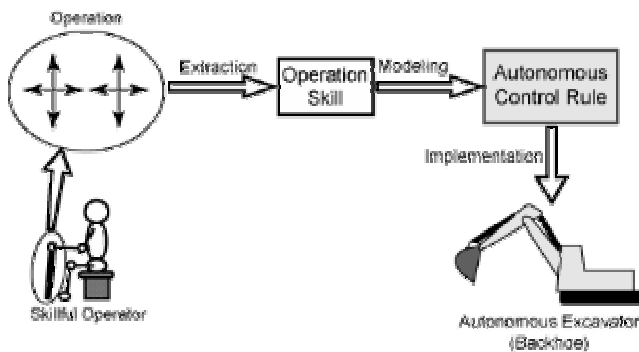 Operation
Extraction
Operation
Skill
Modeling
Autonomous
Control Rule
Implementation
Skillful Operator
Autonomous Excavator
(Backhoe)